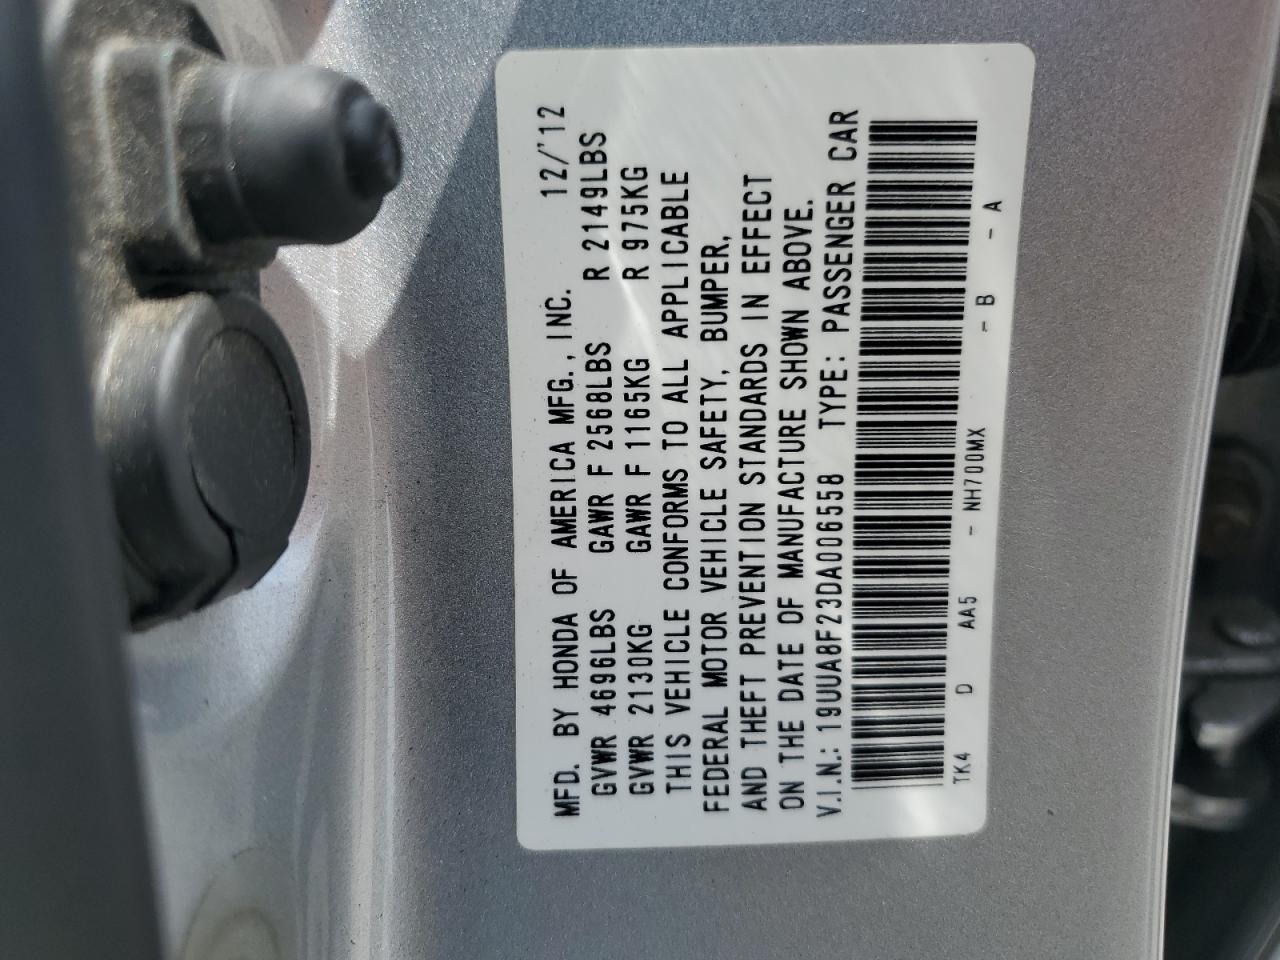 MFD. BY HONDA OF AMERICA MFG., INC. 12/'12
GVWR 4696LBS GAWR F 2568LBS R 2149LBS
GVWR 2130KG GAWR F 1165KG R 975KG
THIS VEHICLE CONFORMS TO ALL APPLICABLE
FEDERAL MOTOR VEHICLE SAFETY, BUMPER,
AND THEFT PREVENTION STANDARDS IN EFFECT
ON THE DATE OF MANUFACTURE SHOWN ABOVE.
V.I.N.: 19UUA8F23DA006558 TYPE: PASSENGER CAR
TK4 D AA5 - NH700MX - B - A